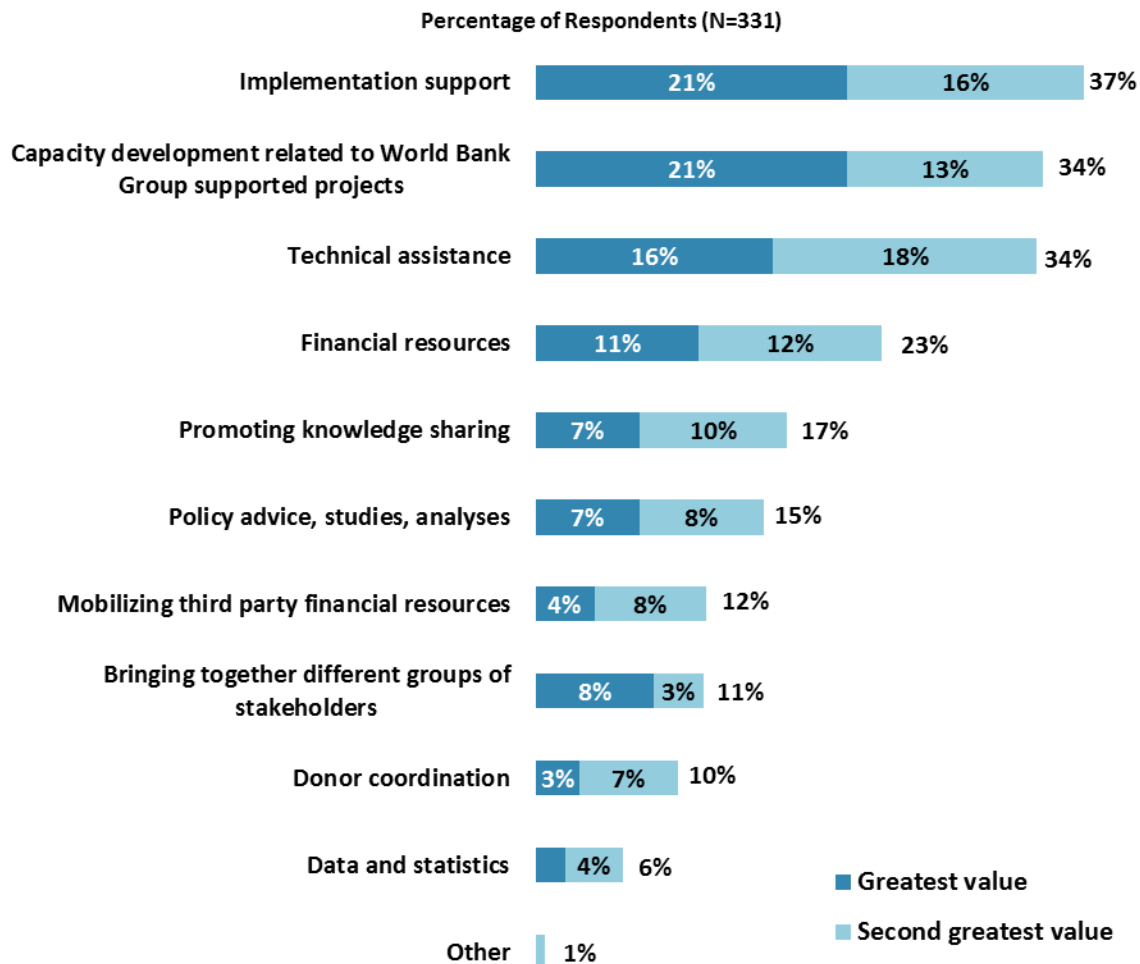 Percentage of Respondents (N=331)
Implementation support 21% 16% 37%
Capacity development related to World Bank
Group supported projects 21% 13% 34%
Technical assistance 16% 18% 34%
Financial resources 11% 12% 23%
Promoting knowledge sharing 7% 10% 17%
Policy advice, studies, analyses 7% 8% 15%
Mobilizing third party financial resources 4% 8% 12%
Bringing together different groups of
stakeholders 8% 3% 11%
Donor coordination 3% 7% 10%
Data and statistics 4% 6%
Greatest value
Second greatest value
Other 1%